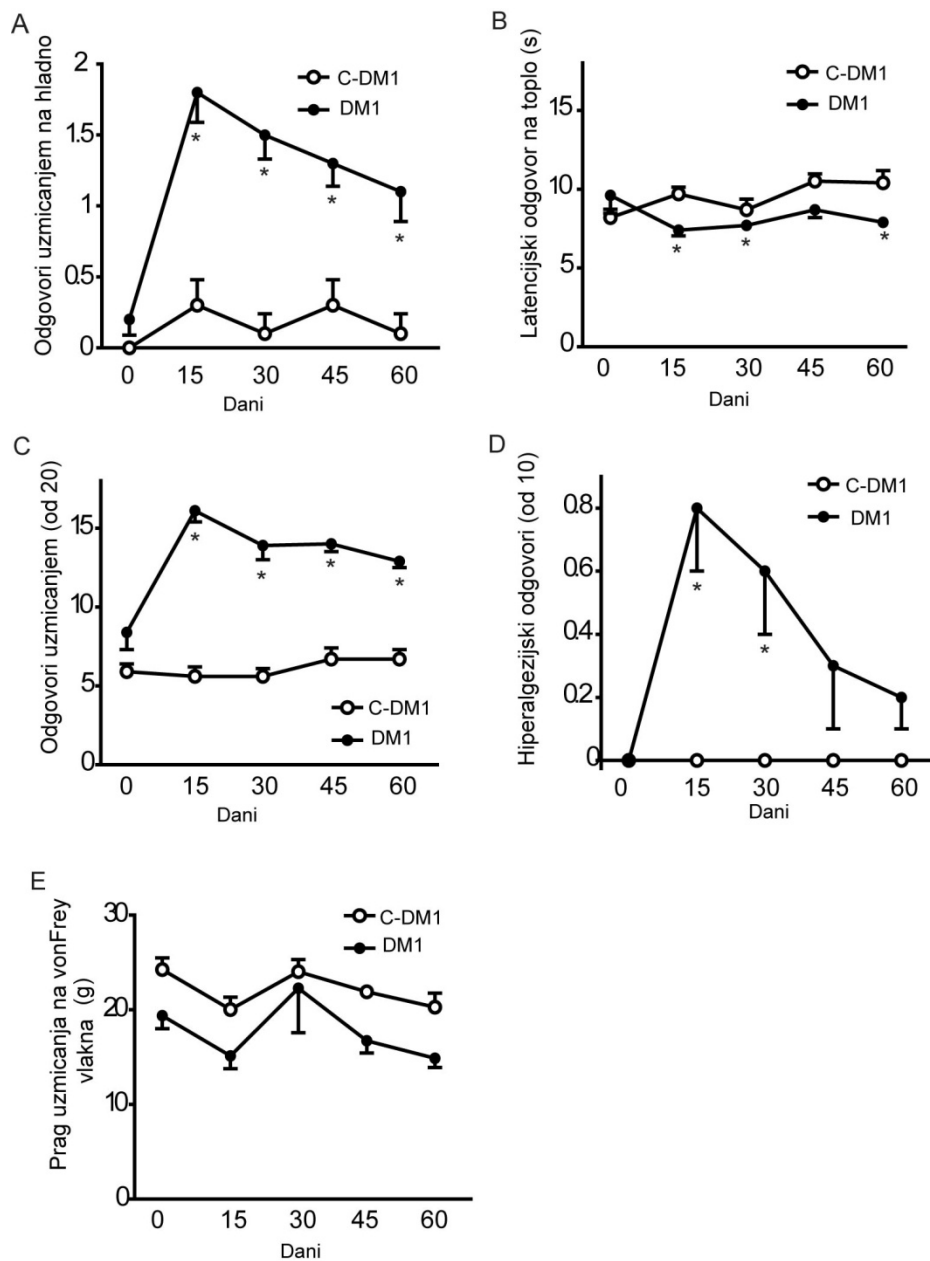 A
Odgovori uzmicanjem na hladno
2
1.5
1
0.5
0
C-DM1
DM1
*
*
*
*
0 15 30 45 60
Dani
B
Latencijski odgovor na toplo (s)
15
10
5
0
C-DM1
DM1
*
*
*
0 15 30 45 60
Dani
C
Odgovori uzmicanjem (od 20)
15
10
5
0
*
*
*
*
C-DM1
DM1
0 15 30 45 60
Dani
D
Hiperalgezijski odgovori (od 10)
0.8
0.6
0.4
0.2
0
C-DM1
DM1
*
*
0 15 30 45 60
Dani
E
Prag uzmicanja na vonFrey
vlakna (g)
30
20
10
0
C-DM1
DM1
0 15 30 45 60
Dani